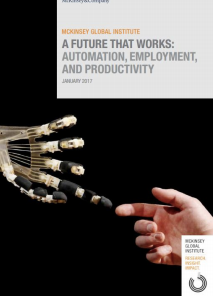 McKinsey&Company
MCKINSEY GLOBAL INSTITUTE
A FUTURE THAT WORKS:
AUTOMATION, EMPLOYMENT,
AND PRODUCTIVITY
JANUARY 2017
MCKINSEY
GLOBAL
INSTITUTE
RESEARCH
INSIGHT
IMPACT